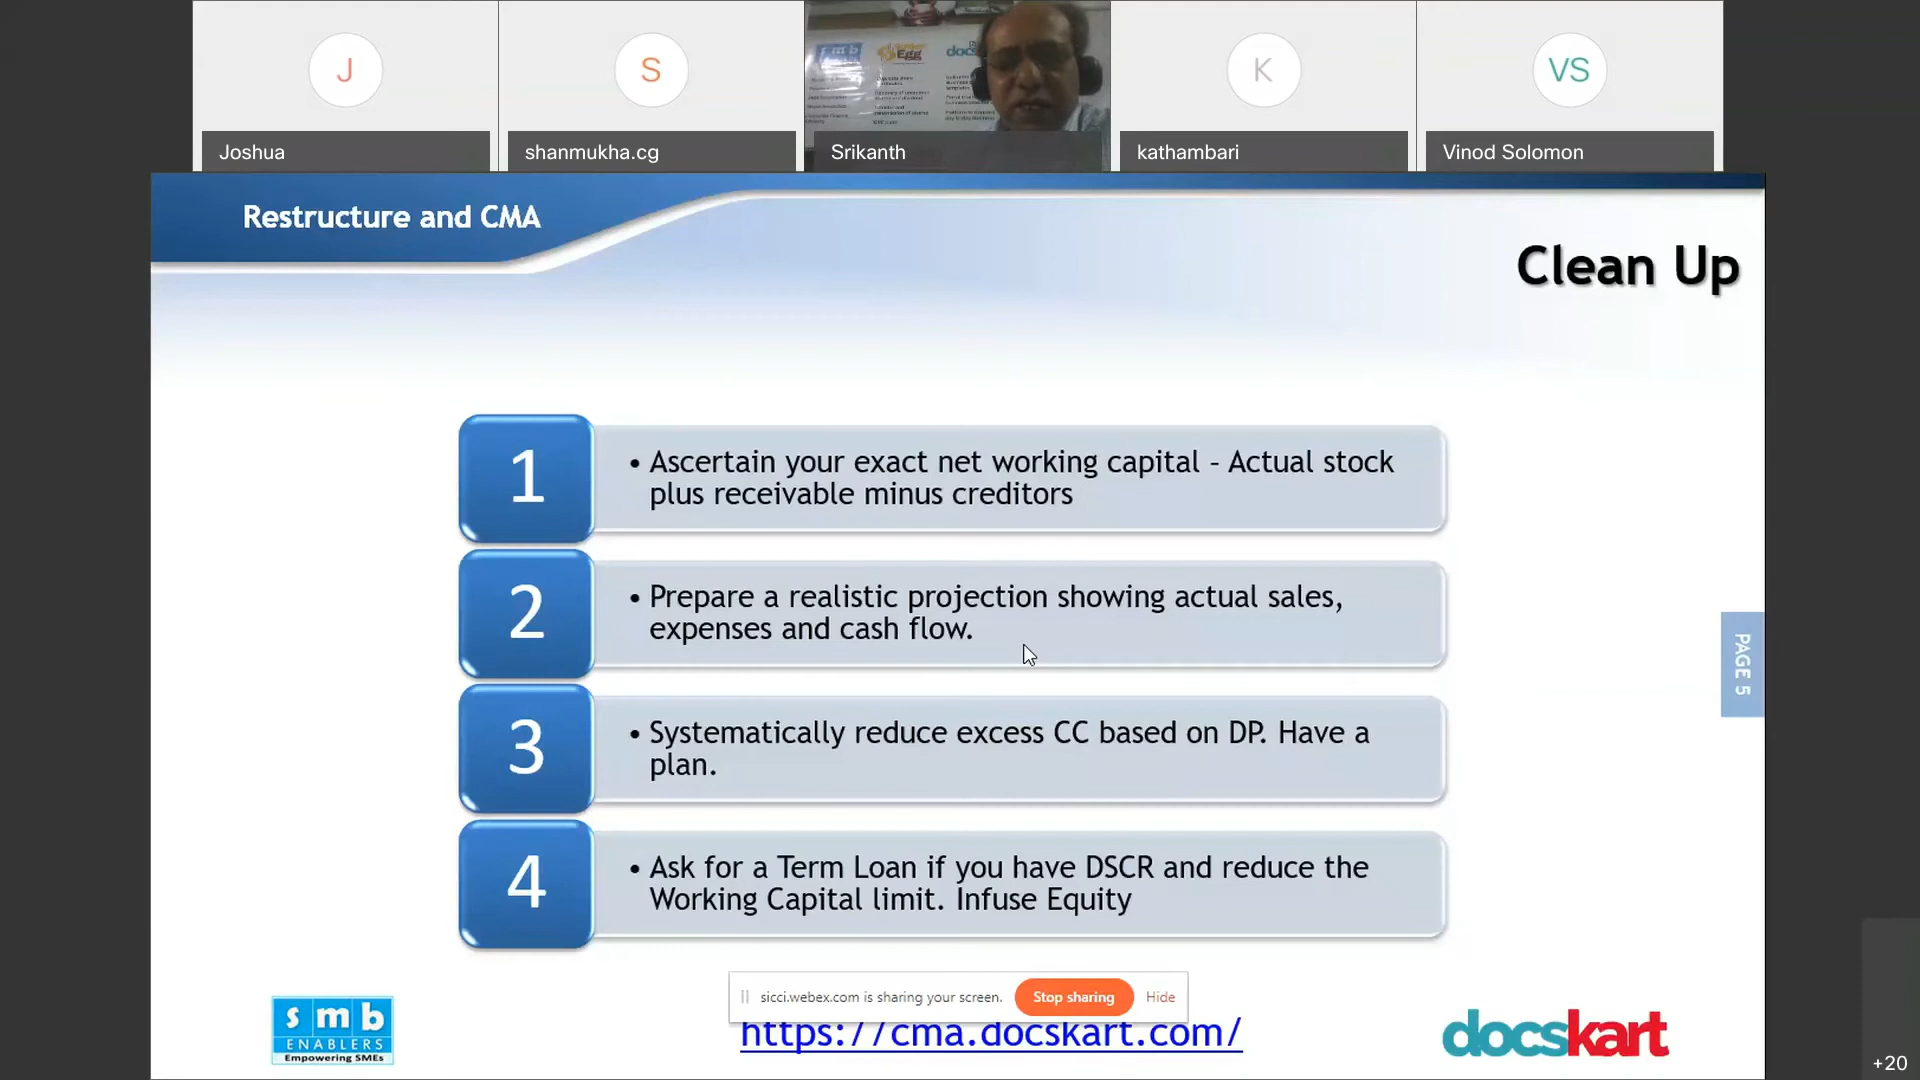 J
S
smb
Egg
docs
K
VS
Joshua
shanmukha.cg
Srikanth
kathambari
Vinod Solomon
Restructure and CMA
Clean Up
1
• Ascertain your exact net working capital – Actual stock
plus receivable minus creditors
2
• Prepare a realistic projection showing actual sales,
expenses and cash flow.
3
• Systematically reduce excess CC based on DP. Have a
plan.
4
• Ask for a Term Loan if you have DSCR and reduce the
Working Capital limit. Infuse Equity
PAGE 5
sicci.webex.com is sharing your screen.
Stop sharing
Hide
smb
ENABLERS
Empowering SMEs
https://cma.docskart.com/
docskart
+20